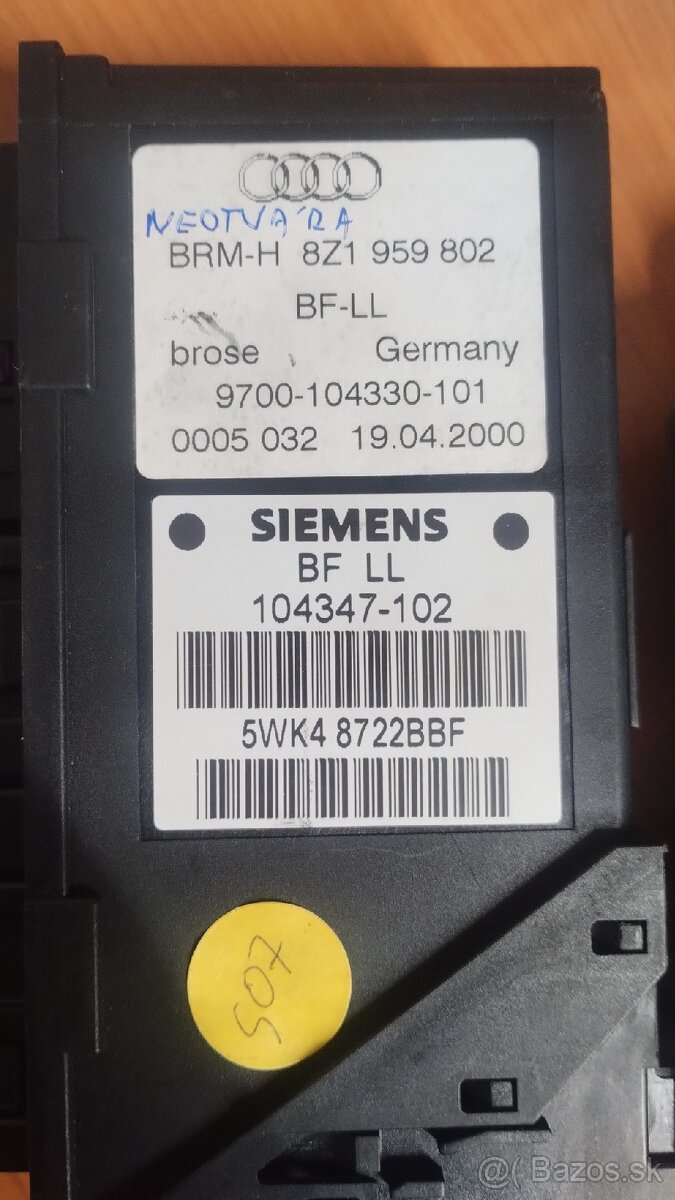 NEOTVÁRA
BRM-H 8Z1 959 802
BF-LL
brose Germany
9700-104330-101
0005 032 19.04.2000
SIEMENS
BF LL
104347-102
5WK4 8722BBF
507
@ Bazos.sk